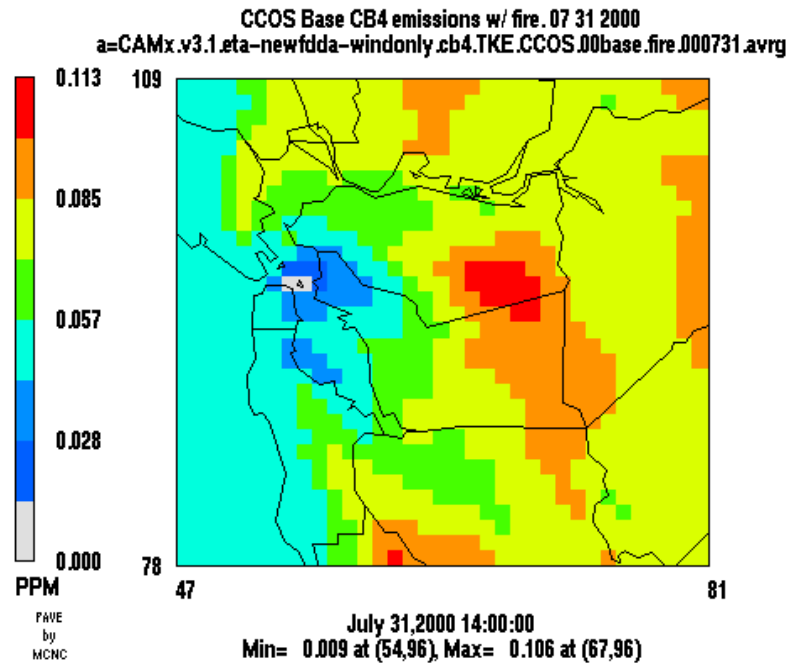 CCOS Base CB4 emissions w/ fire. 07 31 2000
a=CAMx.v3.1.eta-newfdda-windonly.cb4.TKE.CCOS.00base.fire.000731.avrg
0.113
109
0.085
0.057
0.028
0.000
78
PPM
47
81
PAVE
by
MCNC
July 31,2000 14:00:00
Min= 0.009 at (54,96), Max= 0.106 at (67,96)